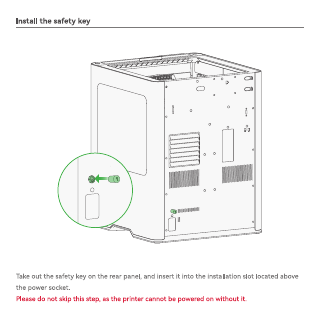 Install the safety key
Take out the safety key on the rear panel, and insert it into the installation slot located above
the power socket.
Please do not skip this step, as the printer cannot be powered on without it.